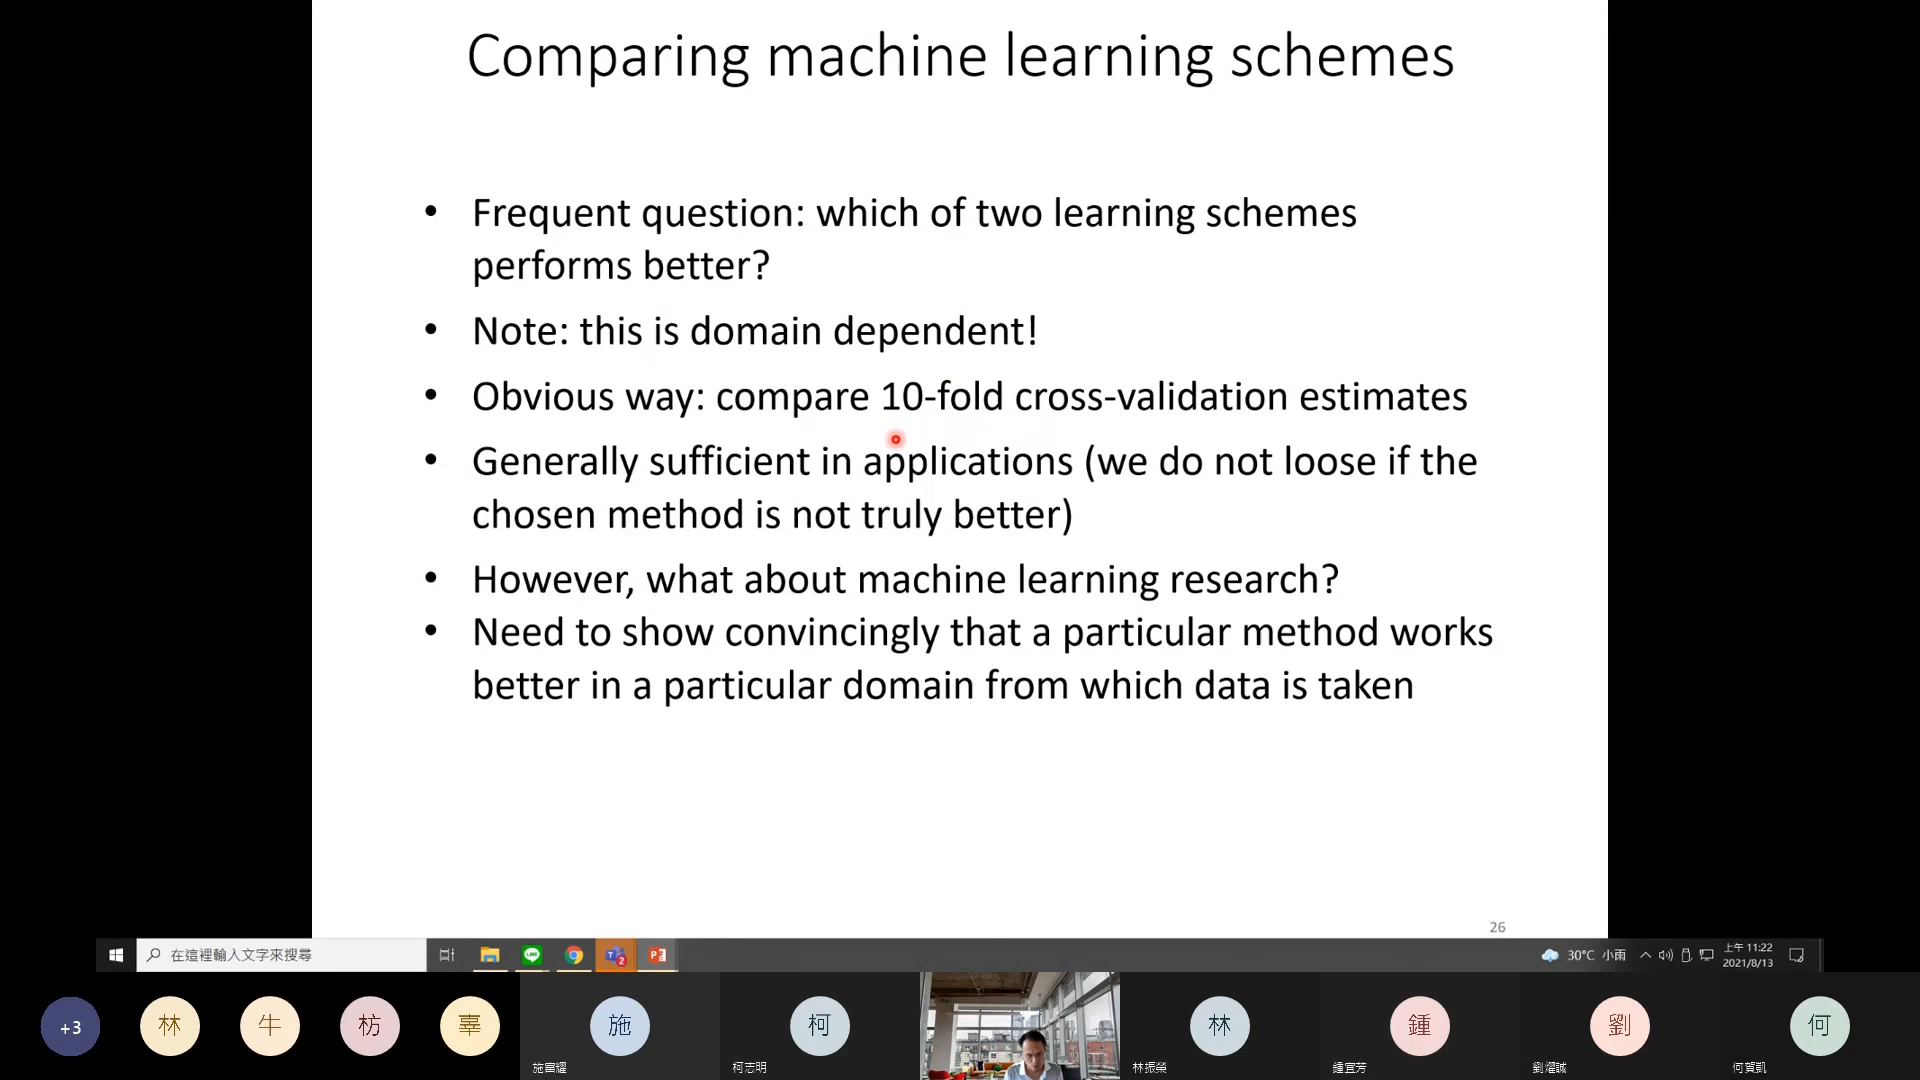 Comparing machine learning schemes
• Frequent question: which of two learning schemes
performs better?
• Note: this is domain dependent!
• Obvious way: compare 10-fold cross-validation estimates
• Generally sufficient in applications (we do not loose if the
chosen method is not truly better)
• However, what about machine learning research?
• Need to show convincingly that a particular method works
better in a particular domain from which data is taken
26
在這裡輸入文字來搜尋
30°C 小雨
上午 11:22
2021/8/13
+3
林
牛
枋
辜
施
柯
林
鍾
劉
何
施富耀
柯志明
林振榮
鍾宜芳
劉燿誠
何賀凱